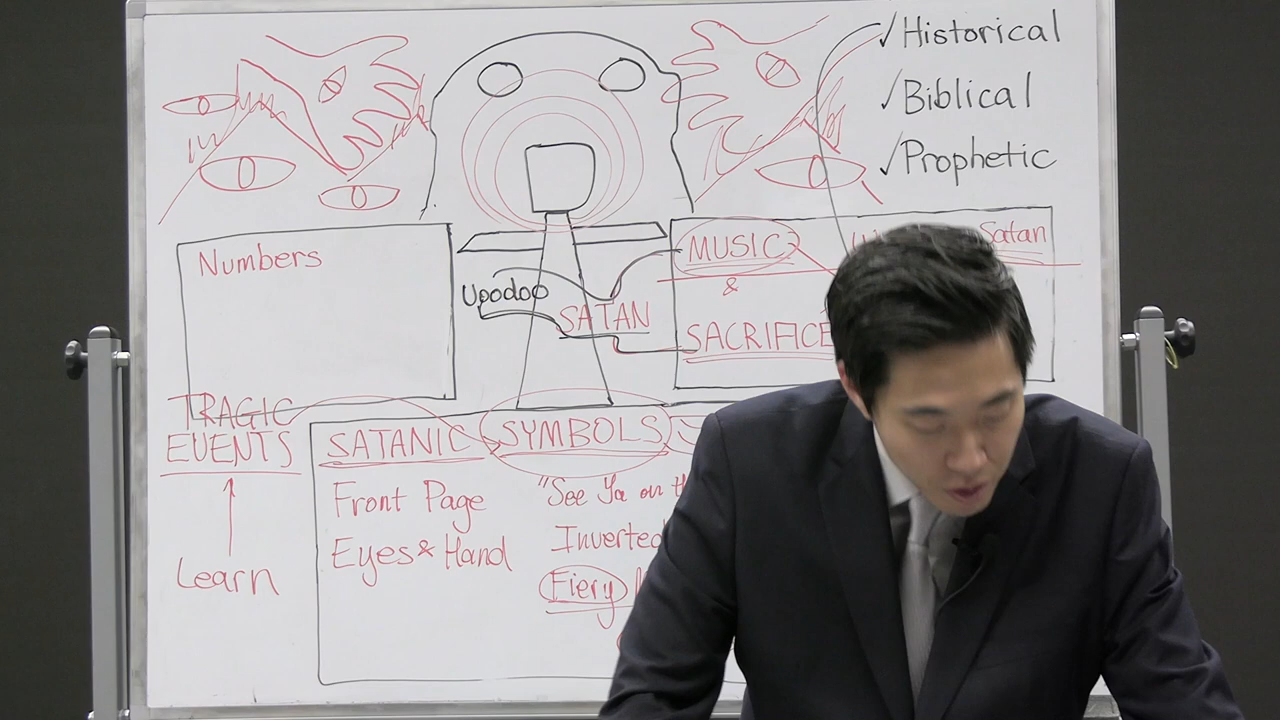 ✓Historical
✓Biblical
✓Prophetic
Numbers
MUSIC
Satan
&
Voodoo
SATAN
SACRIFICE
TRAGIC
EVENTS
SATANIC SYMBOLS
Front Page
"See Ya on
Eyes & Hand
Inverted
Learn
Fiery